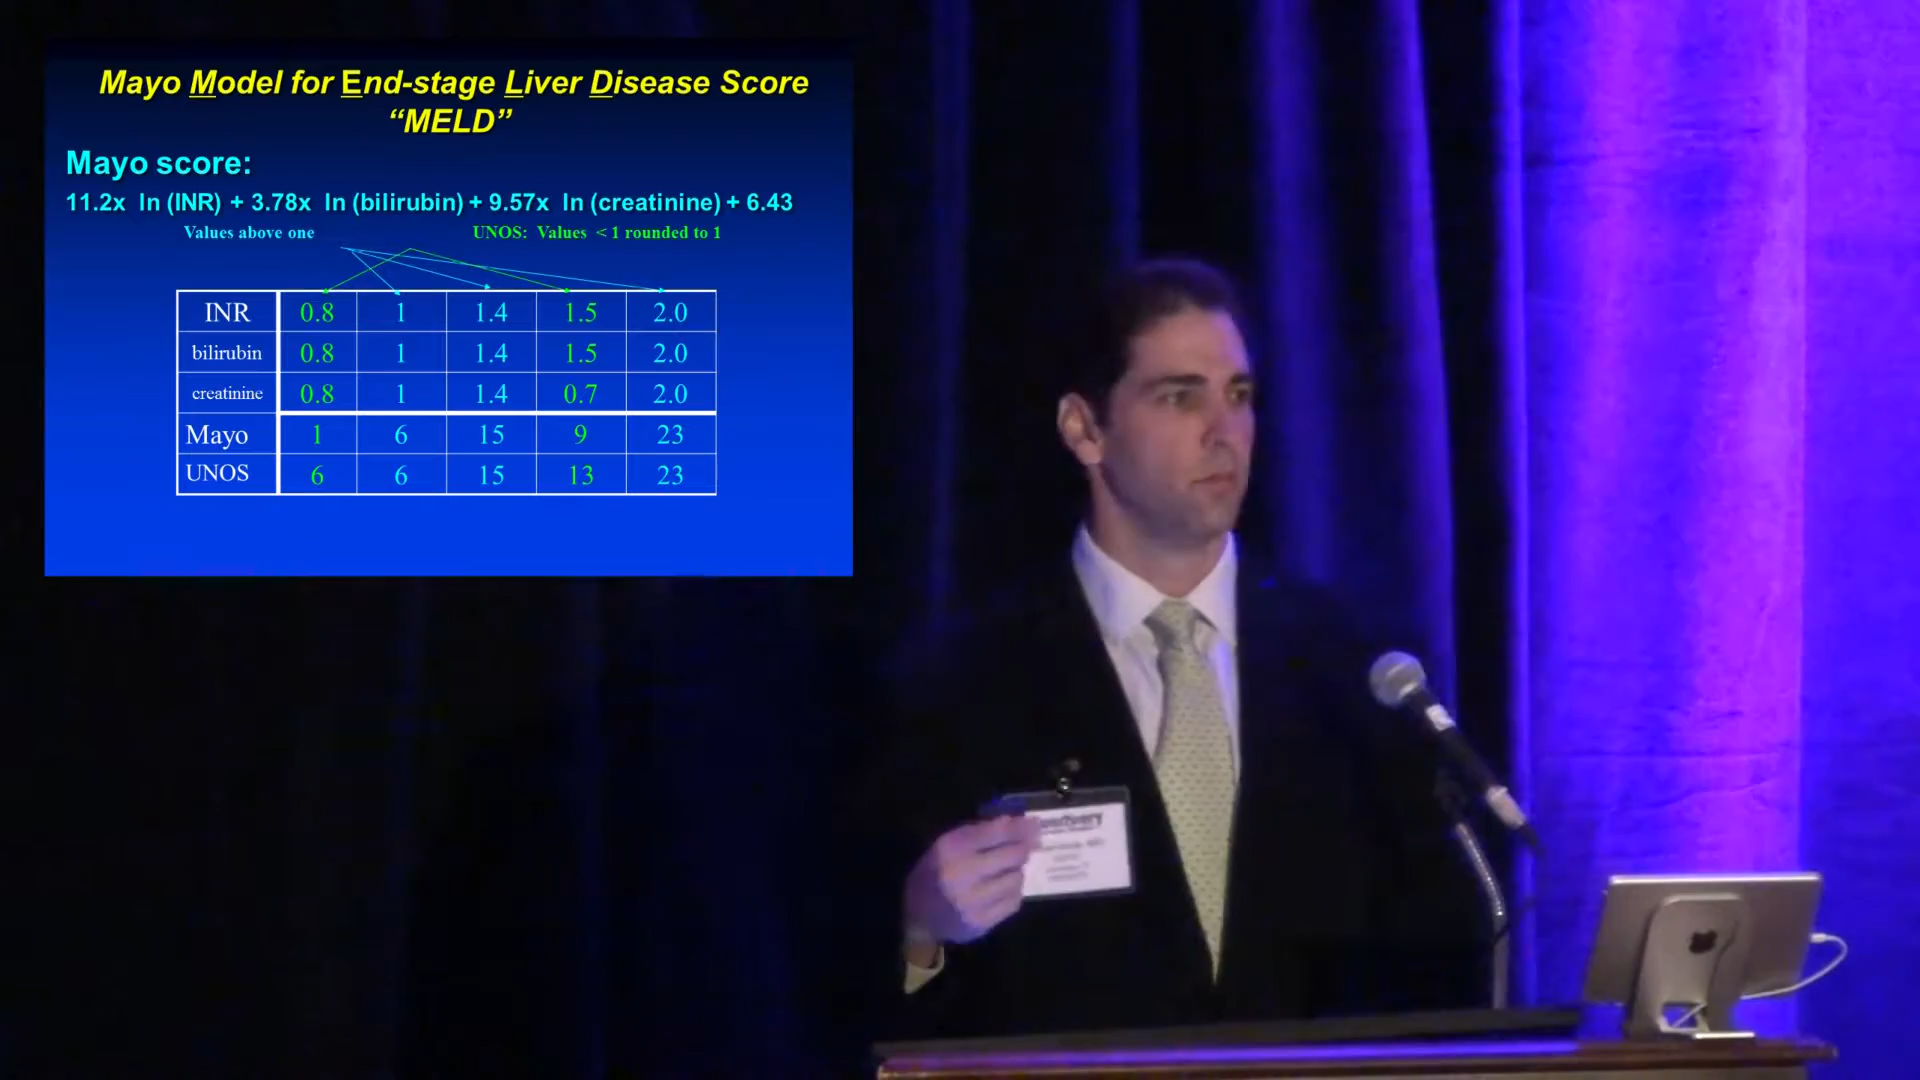 Mayo Model for End-stage Liver Disease Score
“MELD”
Mayo score:
11.2x ln (INR) + 3.78x ln (bilirubin) + 9.57x ln (creatinine) + 6.43
Values above one UNOS: Values < 1 rounded to 1
INR 0.8 1 1.4 1.5 2.0
bilirubin 0.8 1 1.4 1.5 2.0
creatinine 0.8 1 1.4 0.7 2.0
Mayo 1 6 15 9 23
UNOS 6 6 15 13 23